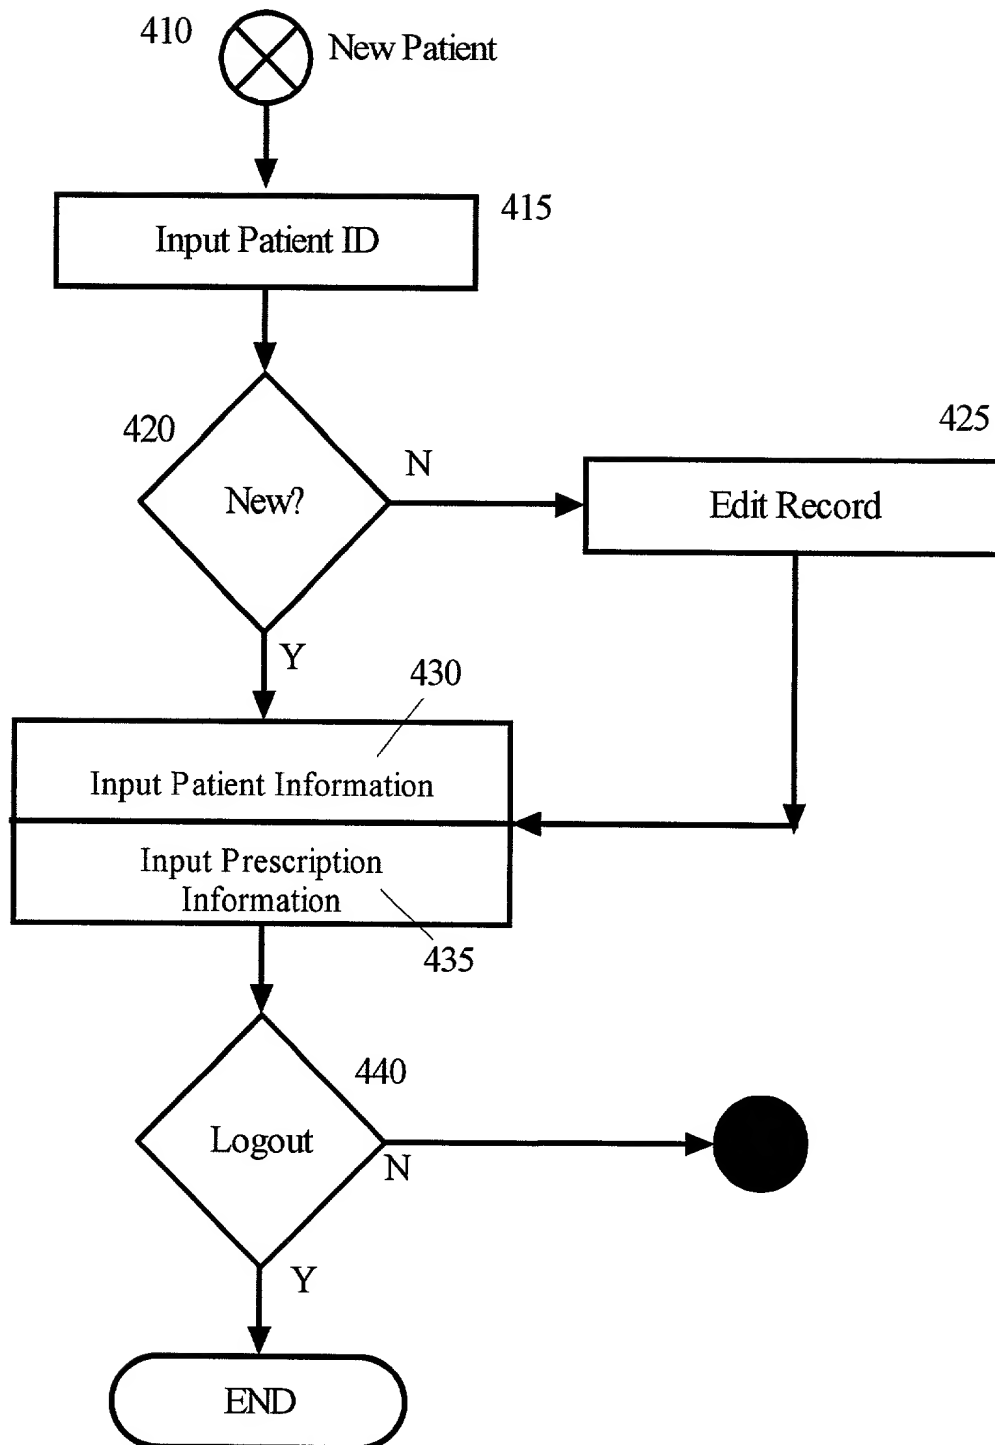 410
New Patient
415
Input Patient ID
420
425
N
New?
Edit Record
Y
430
Input Patient Information
Input Prescription
Information
435
440
Logout
N
Y
END